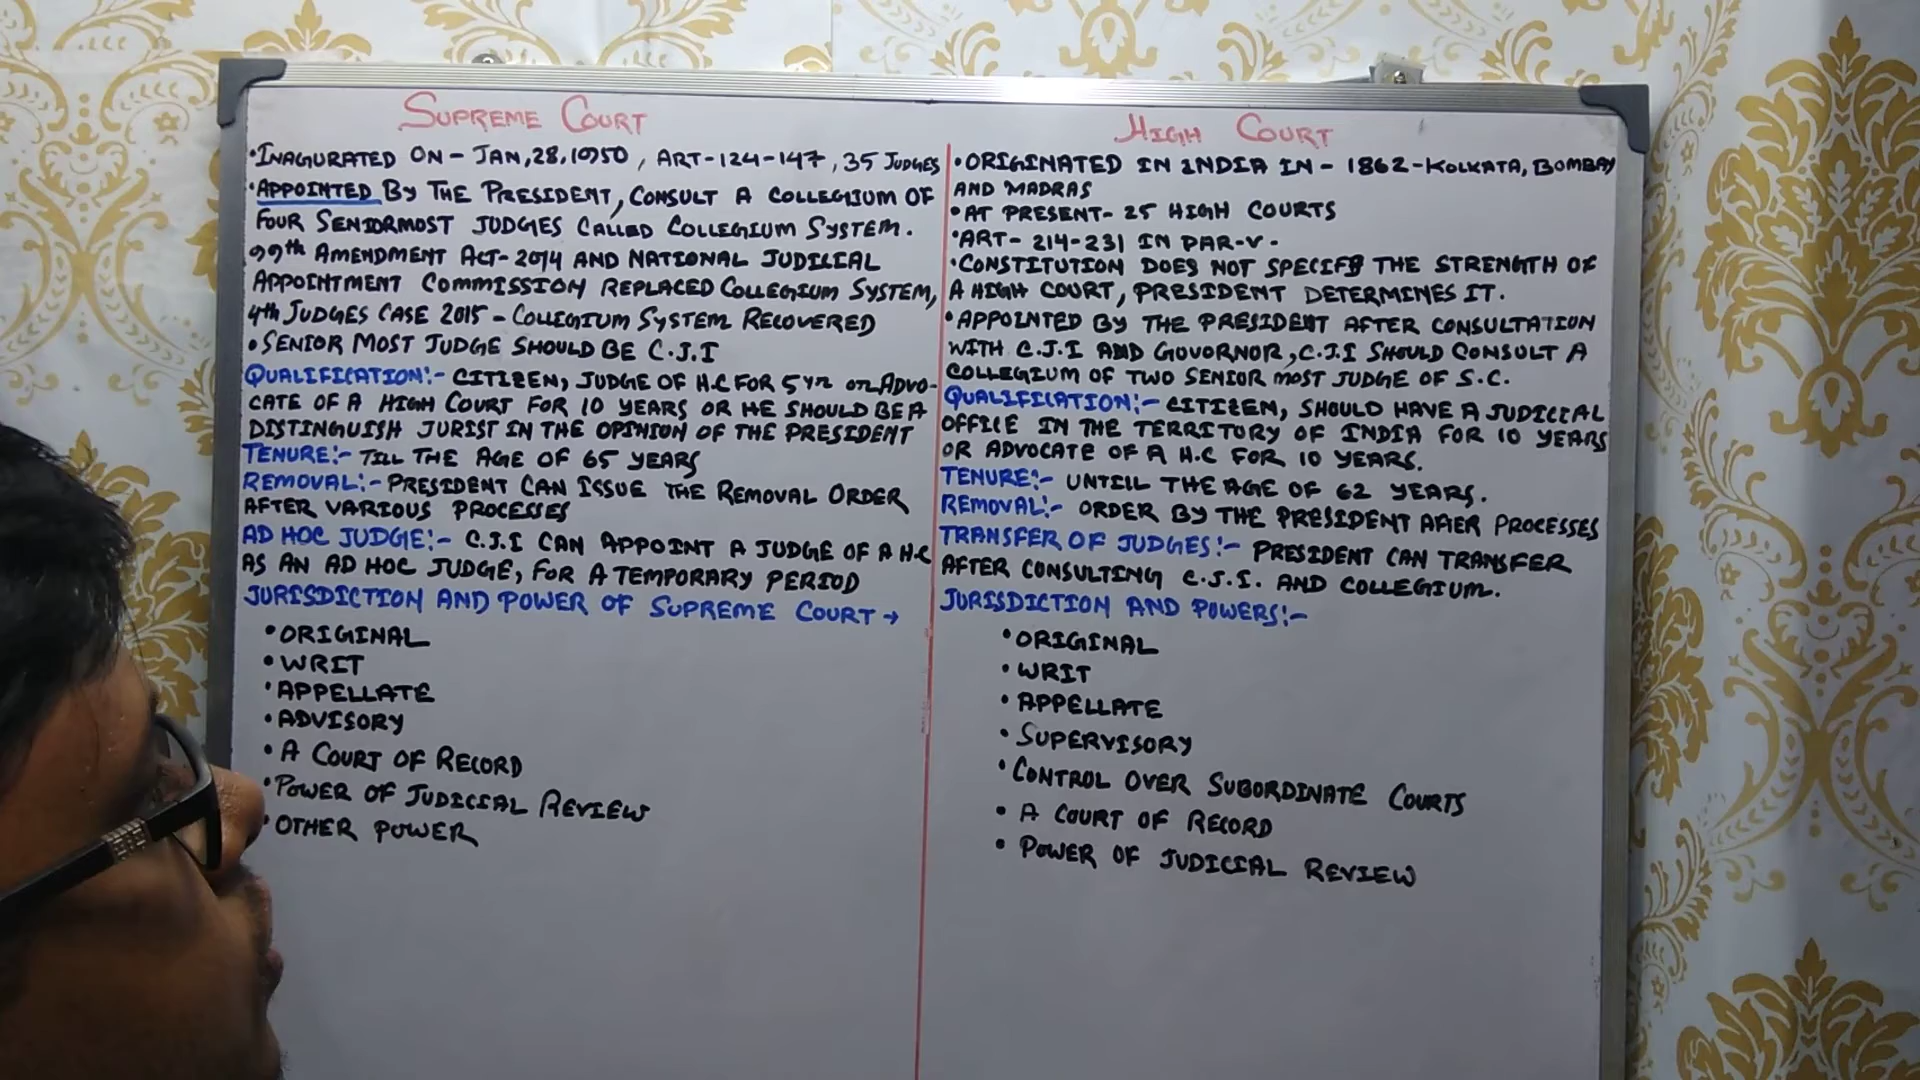 SUPREME COURT
•INAGURATED ON - JAN,28,1950, ART-124-147, 35 JUDGES
•APPOINTED BY THE PRESIDENT, CONSULT A COLLEGIUM OF
FOUR SENIORMOST JUDGES CALLED COLLEGIUM SYSTEM.
99th AMENDMENT ACT-2014 AND NATIONAL JUDICIAL
APPOINTMENT COMMISSION REPLACED COLLEGIUM SYSTEM,
4th JUDGES CASE 2015 - COLLEGIUM SYSTEM RECOVERED
•SENIOR MOST JUDGE SHOULD BE C.J.I
QUALIFICATION:- CITIZEN, JUDGE OF H.C FOR 5 YR OR ADVO-
CATE OF A HIGH COURT FOR 10 YEARS OR HE SHOULD BE A
DISTINGUISH JURIST IN THE OPINION OF THE PRESIDENT
TENURE:- TILL THE AGE OF 65 YEARS
REMOVAL:- PRESIDENT CAN ISSUE THE REMOVAL ORDER
AFTER VARIOUS PROCESSES
AD HOC JUDGE:- C.J.I CAN APPOINT A JUDGE OF A H.C
AS AN AD HOC JUDGE, FOR A TEMPORARY PERIOD
JURISDICTION AND POWER OF SUPREME COURT →
•ORIGINAL
•WRIT
•APPELLATE
•ADVISORY
•A COURT OF RECORD
•POWER OF JUDICIAL REVIEW
•OTHER POWER
HIGH COURT
•ORIGINATED IN INDIA IN - 1862-KOLKATA, BOMBAY
AND MADRAS
•AT PRESENT- 25 HIGH COURTS
•ART- 214-231 IN PAR-V-
•CONSTITUTION DOES NOT SPECIFY THE STRENGTH OF
A HIGH COURT, PRESIDENT DETERMINES IT.
•APPOINTED BY THE PRESIDENT AFTER CONSULTATION
WITH C.J.I AND GOVORNOR, C.J.I SHOULD CONSULT A
COLLEGIUM OF TWO SENIOR MOST JUDGE OF S.C.
QUALIFICATION:- CITIZEN, SHOULD HAVE A JUDICIAL
OFFICE IN THE TERRITORY OF INDIA FOR 10 YEARS
OR ADVOCATE OF A H.C FOR 10 YEARS.
TENURE:- UNTIL THE AGE OF 62 YEARS.
REMOVAL:- ORDER BY THE PRESIDENT AFTER PROCESSES
TRANSFER OF JUDGES:- PRESIDENT CAN TRANSFER
AFTER CONSULTING C.J.I. AND COLLEGIUM.
JURISDICTION AND POWERS:-
•ORIGINAL
•WRIT
•APPELLATE
•SUPERVISORY
•CONTROL OVER SUBORDINATE COURTS
•A COURT OF RECORD
•POWER OF JUDICIAL REVIEW